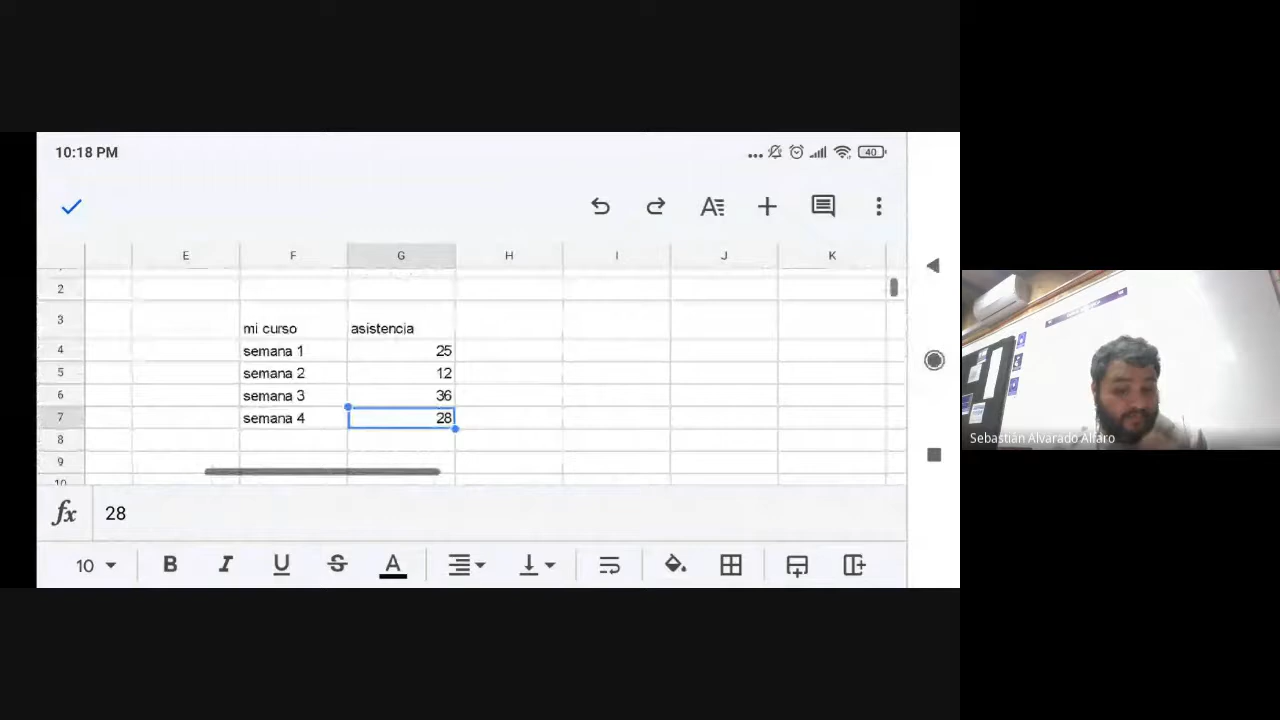 10:18 PM
40
E F G H I J K
2
3 mi curso asistencia
4 semana 1 25
5 semana 2 12
6 semana 3 36
7 semana 4 28
8
9
10
fx 28
10 B I U S A
Sebastián Alvarado Alfaro